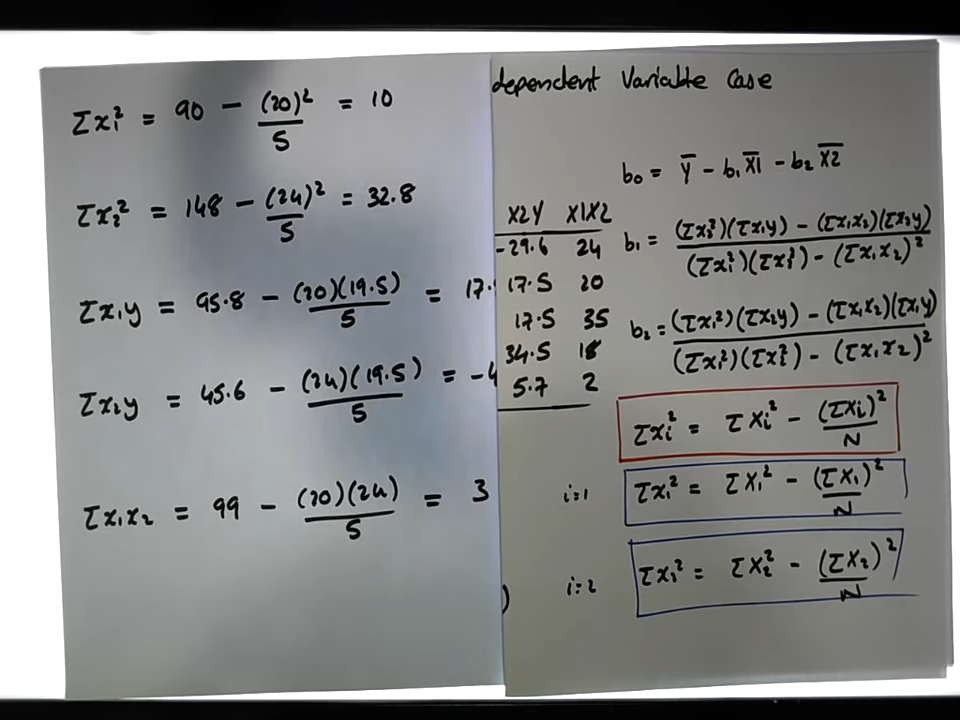 Σx₁² = 90 − (20)²/5 = 10
Σx₂² = 148 − (24)²/5 = 32.8
Σx₁y = 95.8 − (20)(19.5)/5 = 17.
Σx₂y = 45.6 − (24)(19.5)/5 = −4
Σx₁x₂ = 99 − (20)(24)/5 = 3
dependent Variable Case
b₀ = Y̅ − b₁X̅1̅ − b₂X̅2̅
X2Y X1X2
-29.6 24
17.5 20
17.5 35
34.5 18
5.7 2
b₁ = (Σx₂²)(Σx₁y) − (Σx₁x₂)(Σx₂y) / (Σx₁²)(Σx₂²) − (Σx₁x₂)²
b₂ = (Σx₁²)(Σx₂y) − (Σx₁x₂)(Σx₁y) / (Σx₁²)(Σx₂²) − (Σx₁x₂)²
Σxᵢ² = ΣXᵢ² − (ΣXᵢ)²/N
i=1 Σx₁² = ΣX₁² − (ΣX₁)²/N
) i=2 Σx₁² = ΣX₂² − (ΣX₂)²/N